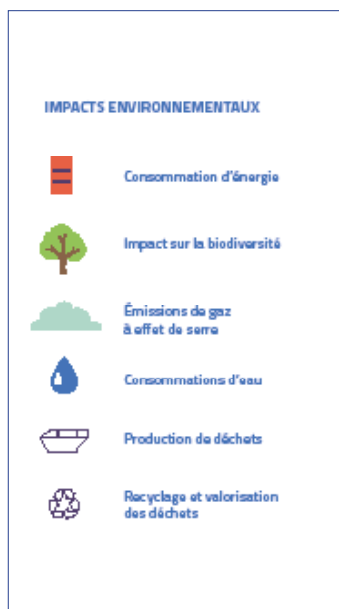 IMPACTS ENVIRONNEMENTAUX
Consommation d'énergie
Impact sur la biodiversité
Émissions de gaz
à effet de serre
Consommations d'eau
Production de déchets
Recyclage et valorisation
des déchets